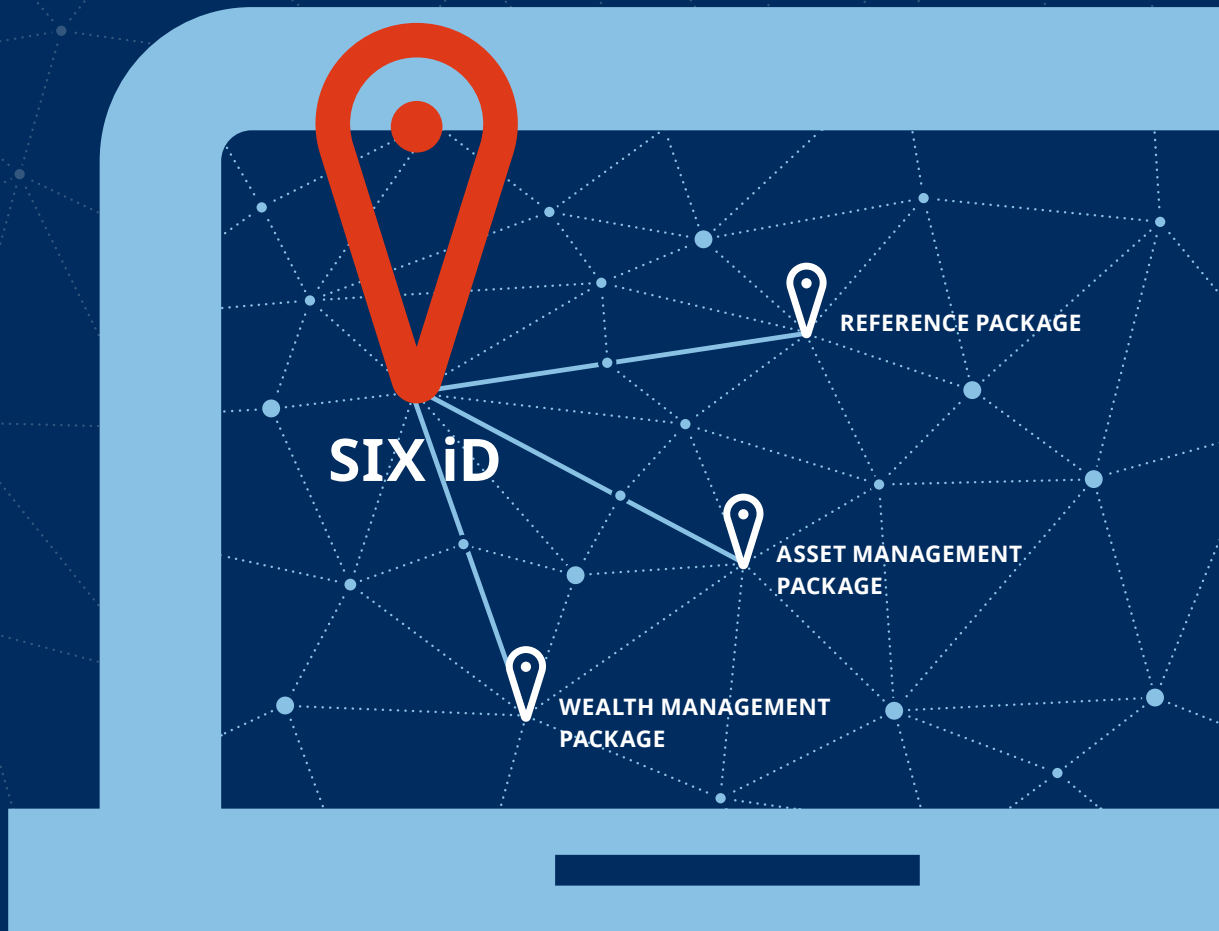 REFERENCE PACKAGE
SIX iD
ASSET MANAGEMENT
PACKAGE
WEALTH MANAGEMENT
PACKAGE